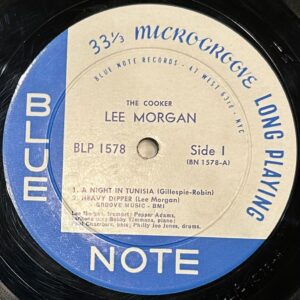 33⅓ MICROGROOVE LONG PLAYING
BLUE NOTE RECORDS • 47 WEST 63rd • NYC
THE COOKER
LEE MORGAN
BLP 1578 Side 1
(BN 1578-A)
1. A NIGHT IN TUNISIA (Gillespie-Robin)
2. HEAVY DIPPER (Lee Morgan)
GROOVE MUSIC - BMI
Lee Morgan, trumpet; Pepper Adams,
Bobby Timmons, piano;
Paul Chambers, bass; Philly Joe Jones, drums.
BLUE
NOTE